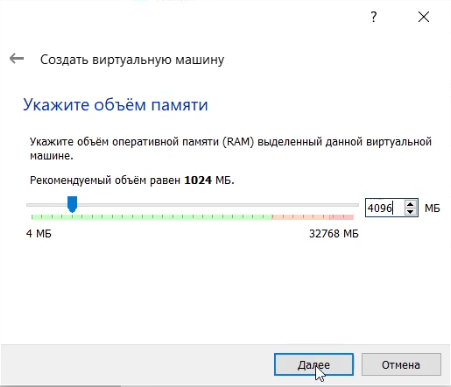 ?
Создать виртуальную машину
Укажите объём памяти
Укажите объём оперативной памяти (RAM) выделенный данной виртуальной
машине.
Рекомендуемый объём равен 1024 МБ.
4096 МБ
4 МБ 32768 МБ
Далее Отмена